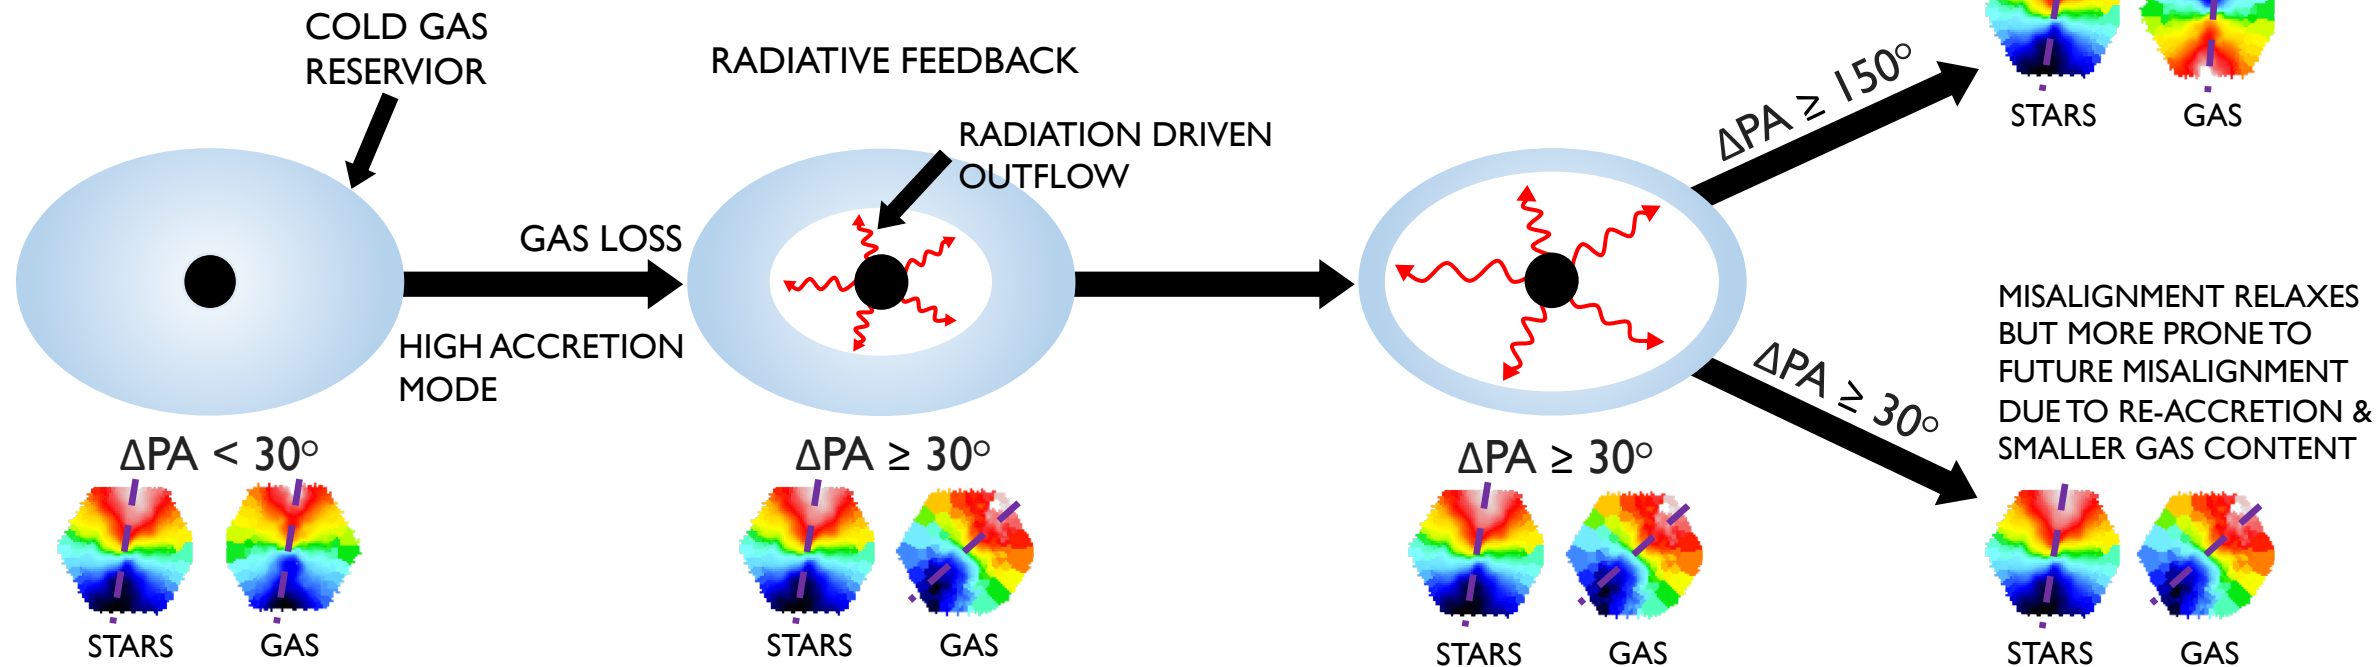 COLD GAS
RESERVIOR
RADIATIVE FEEDBACK
RADIATION DRIVEN
OUTFLOW
GAS LOSS
HIGH ACCRETION
MODE
ΔPA < 30°
STARS
GAS
ΔPA ≥ 30°
STARS
GAS
ΔPA ≥ 30°
STARS
GAS
ΔPA ≥ 150°
STARS
GAS
ΔPA ≥ 30°
MISALIGNMENT RELAXES
BUT MORE PRONE TO
FUTURE MISALIGNMENT
DUE TO RE-ACCRETION &
SMALLER GAS CONTENT
STARS
GAS